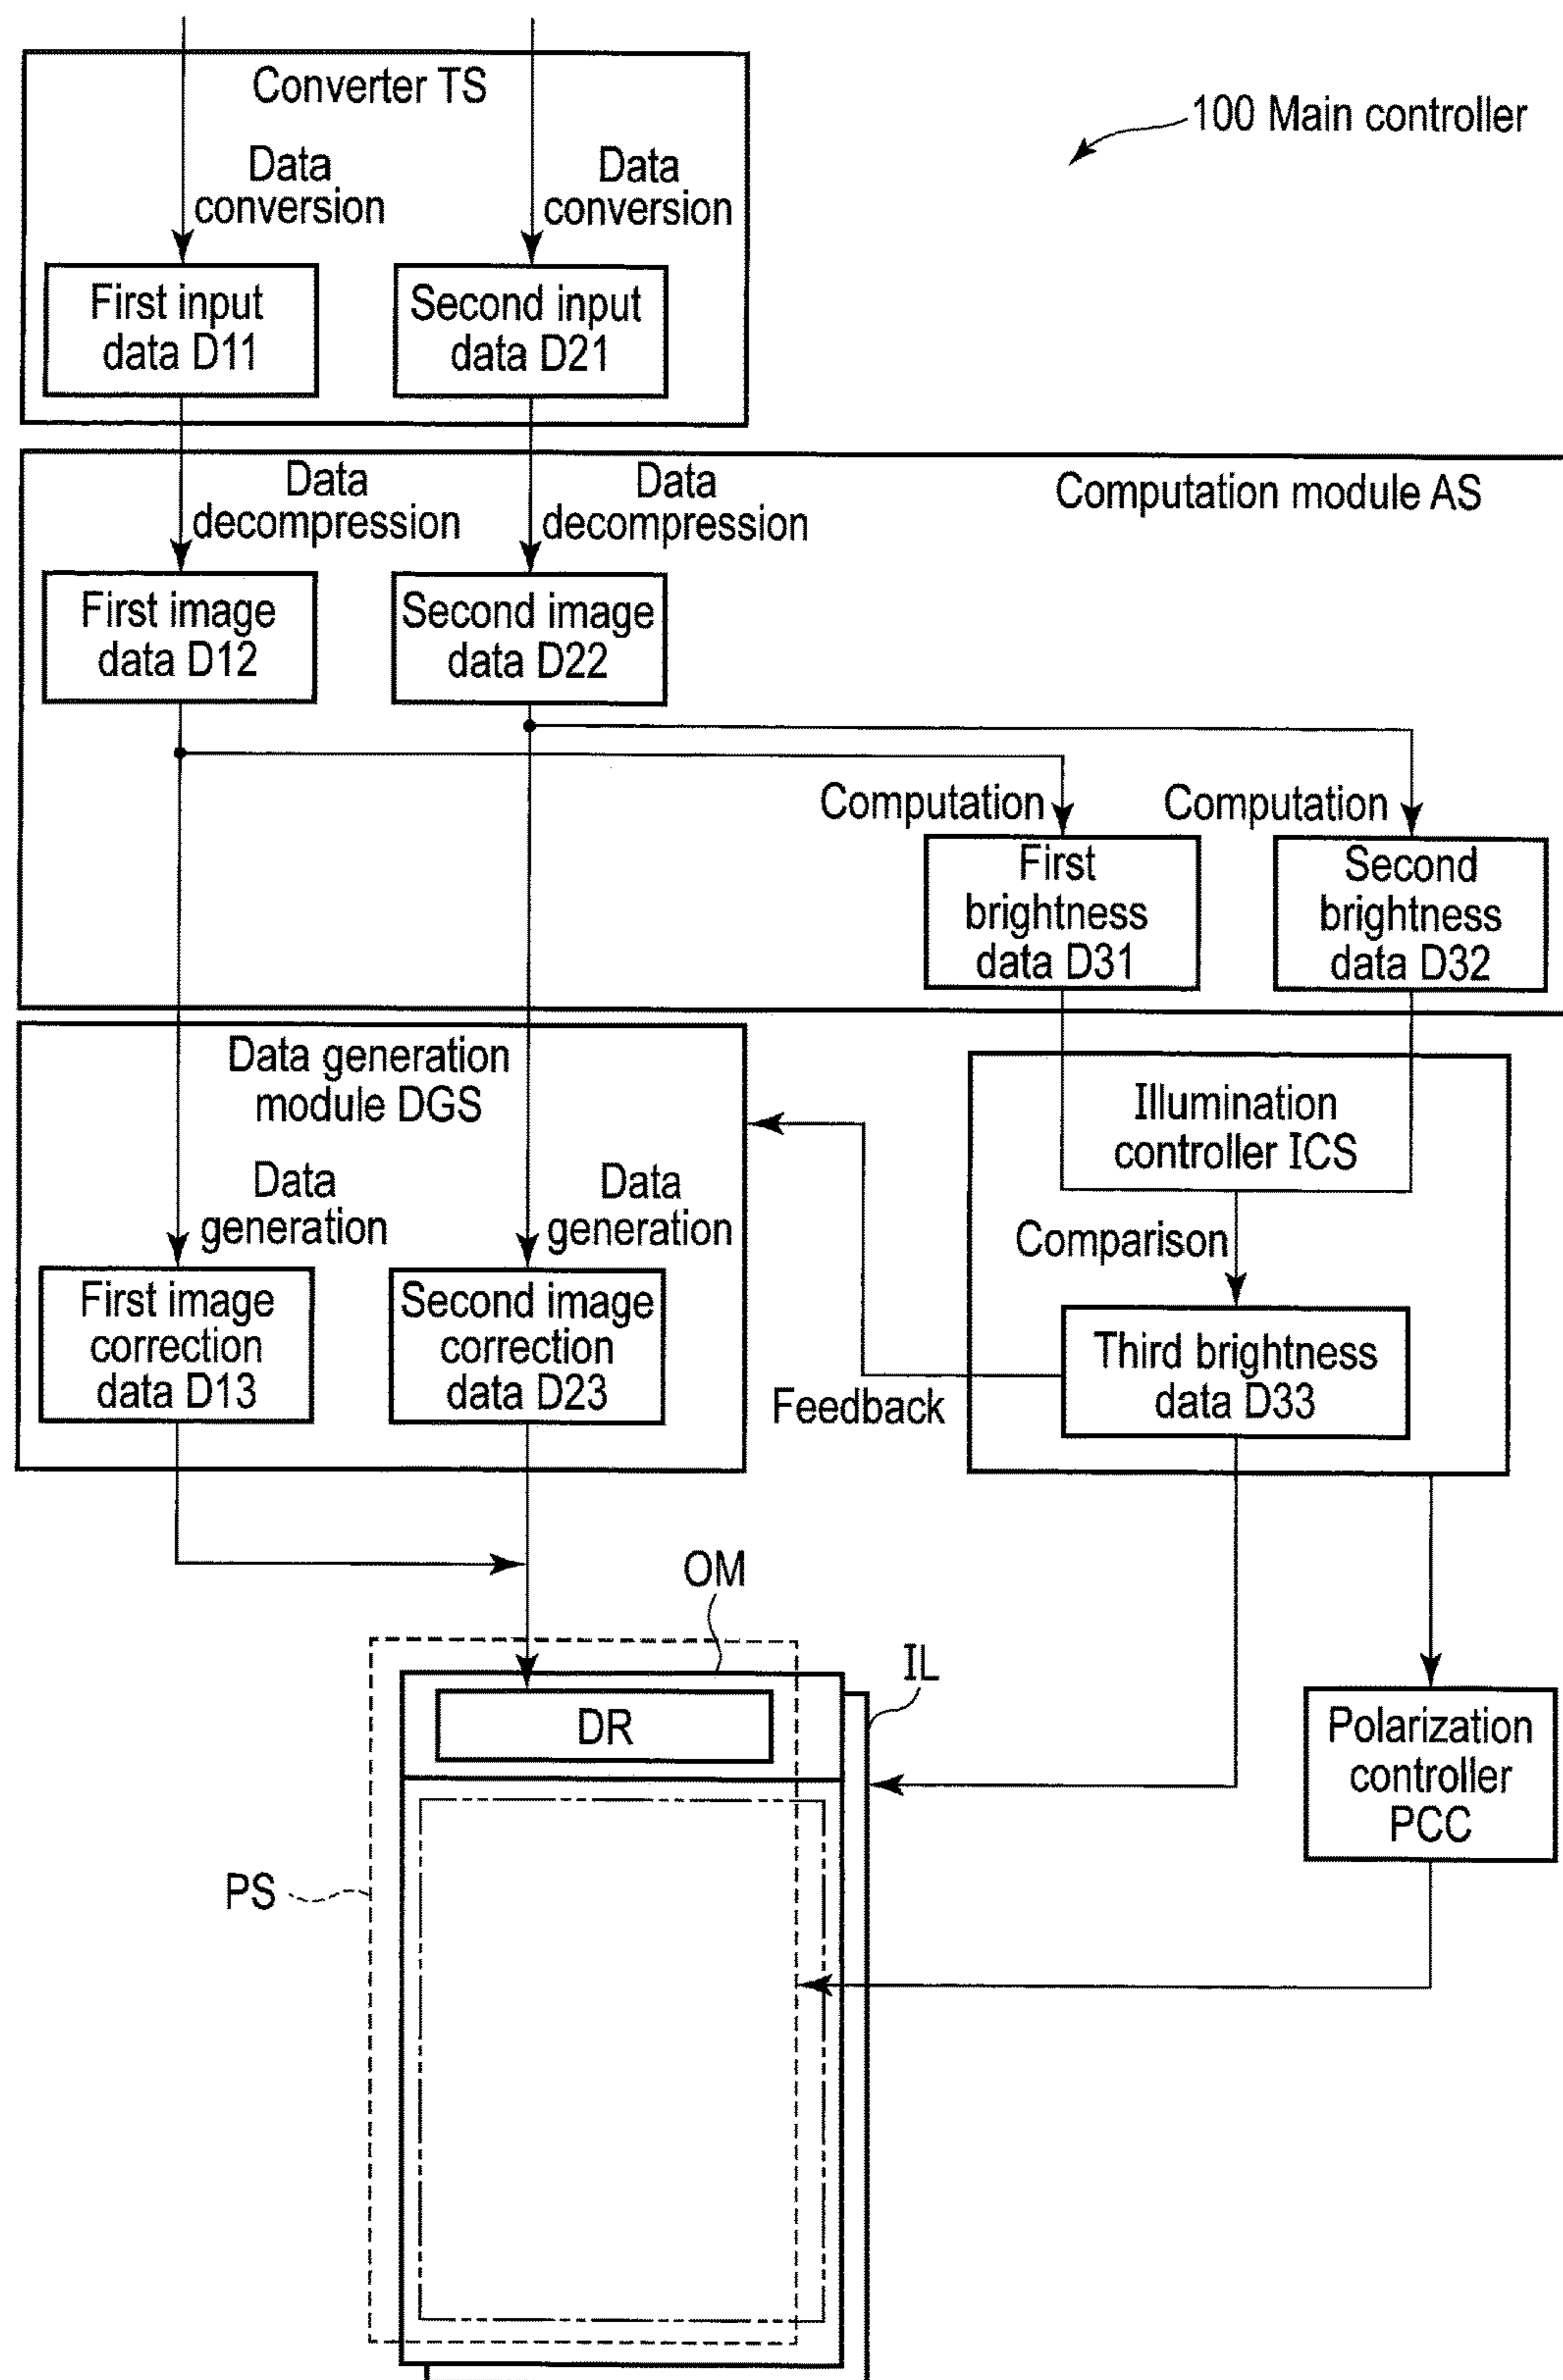 Converter TS
100 Main controller
Data
conversion
Data
conversion
First input
data D11
Second input
data D21
Computation module AS
Data
decompression
Data
decompression
First image
data D12
Second image
data D22
Computation
Computation
First
brightness
data D31
Second
brightness
data D32
Data generation
module DGS
Illumination
controller ICS
Data
generation
Data
generation
Comparison
First image
correction
data D13
Second image
correction
data D23
Third brightness
data D33
Feedback
OM
IL
DR
Polarization
controller
PCC
PS